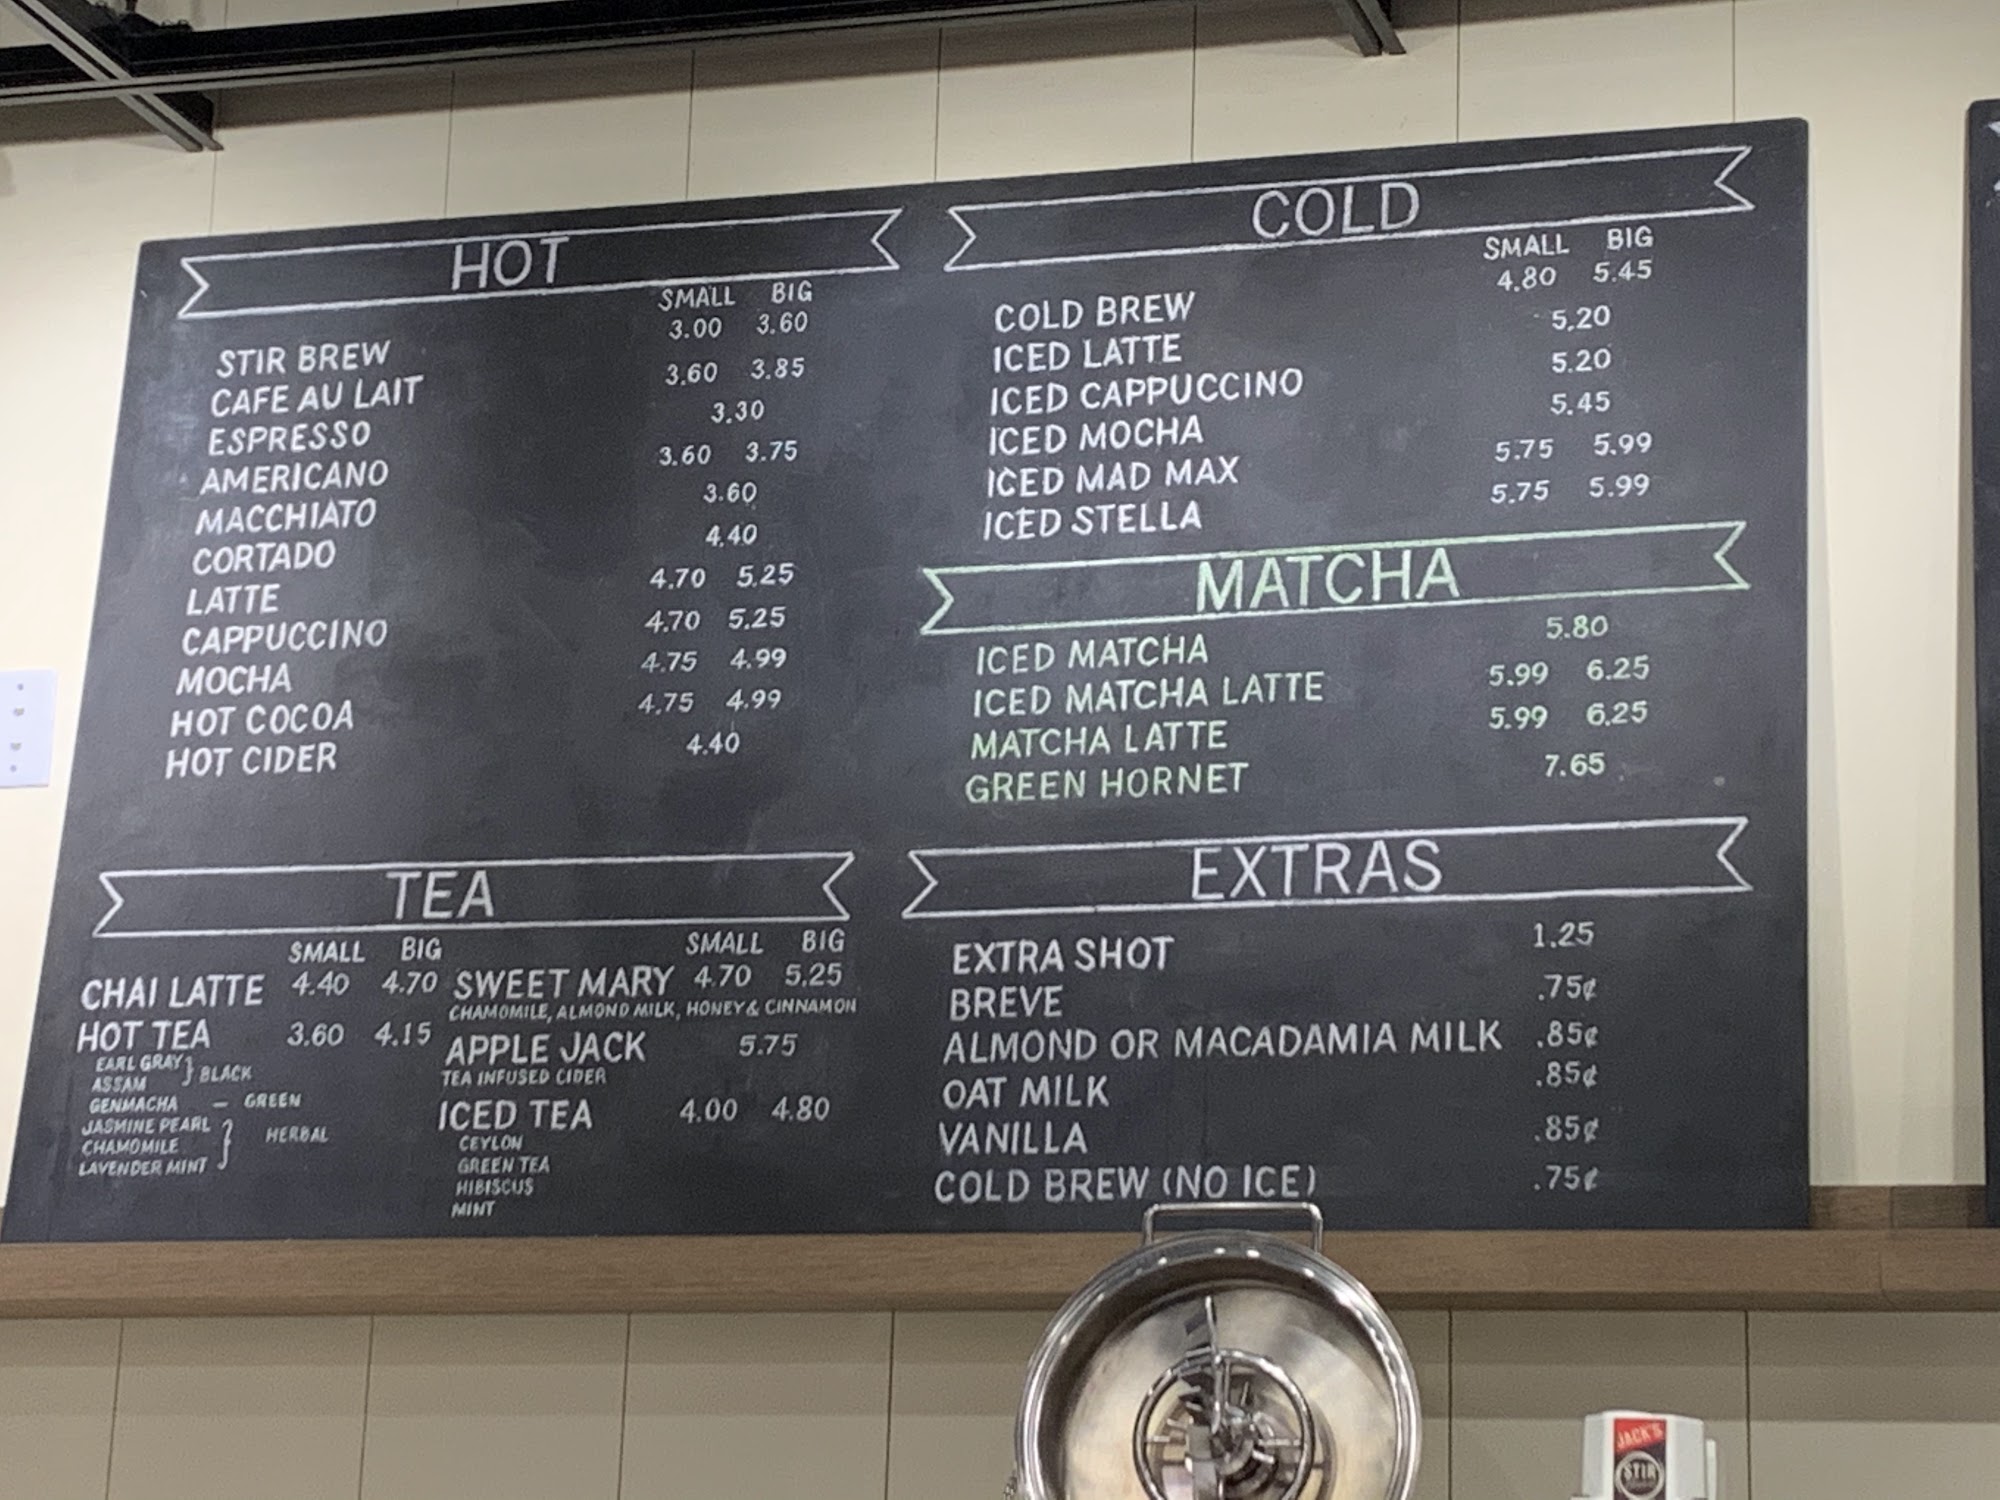 HOT
SMALL BIG
STIR BREW 3.00 3.60
CAFE AU LAIT 3.60 3.85
ESPRESSO 3.30
AMERICANO 3.60 3.75
MACCHIATO 3.60
CORTADO 4.40
LATTE 4.70 5.25
CAPPUCCINO 4.70 5.25
MOCHA 4.75 4.99
HOT COCOA 4.75 4.99
HOT CIDER 4.40
TEA
SMALL BIG
CHAI LATTE 4.40 4.70
HOT TEA 3.60 4.15
EARL GRAY
ASSAM } BLACK
GENMACHA — GREEN
JASMINE PEARL
CHAMOMILE } HERBAL
LAVENDER MINT
SMALL BIG
SWEET MARY 4.70 5.25
CHAMOMILE, ALMOND MILK, HONEY & CINNAMON
APPLE JACK 5.75
TEA INFUSED CIDER
ICED TEA 4.00 4.80
CEYLON
GREEN TEA
HIBISCUS
MINT
COLD
SMALL BIG
COLD BREW 4.80 5.45
ICED LATTE 5.20
ICED CAPPUCCINO 5.20
ICED MOCHA 5.45
ICED MAD MAX 5.75 5.99
ICED STELLA 5.75 5.99
MATCHA
ICED MATCHA 5.80
ICED MATCHA LATTE 5.99 6.25
MATCHA LATTE 5.99 6.25
GREEN HORNET 7.65
EXTRAS
EXTRA SHOT 1.25
BREVE .75¢
ALMOND OR MACADAMIA MILK .85¢
OAT MILK .85¢
VANILLA .85¢
COLD BREW (NO ICE) .75¢
JACK'S
STIR